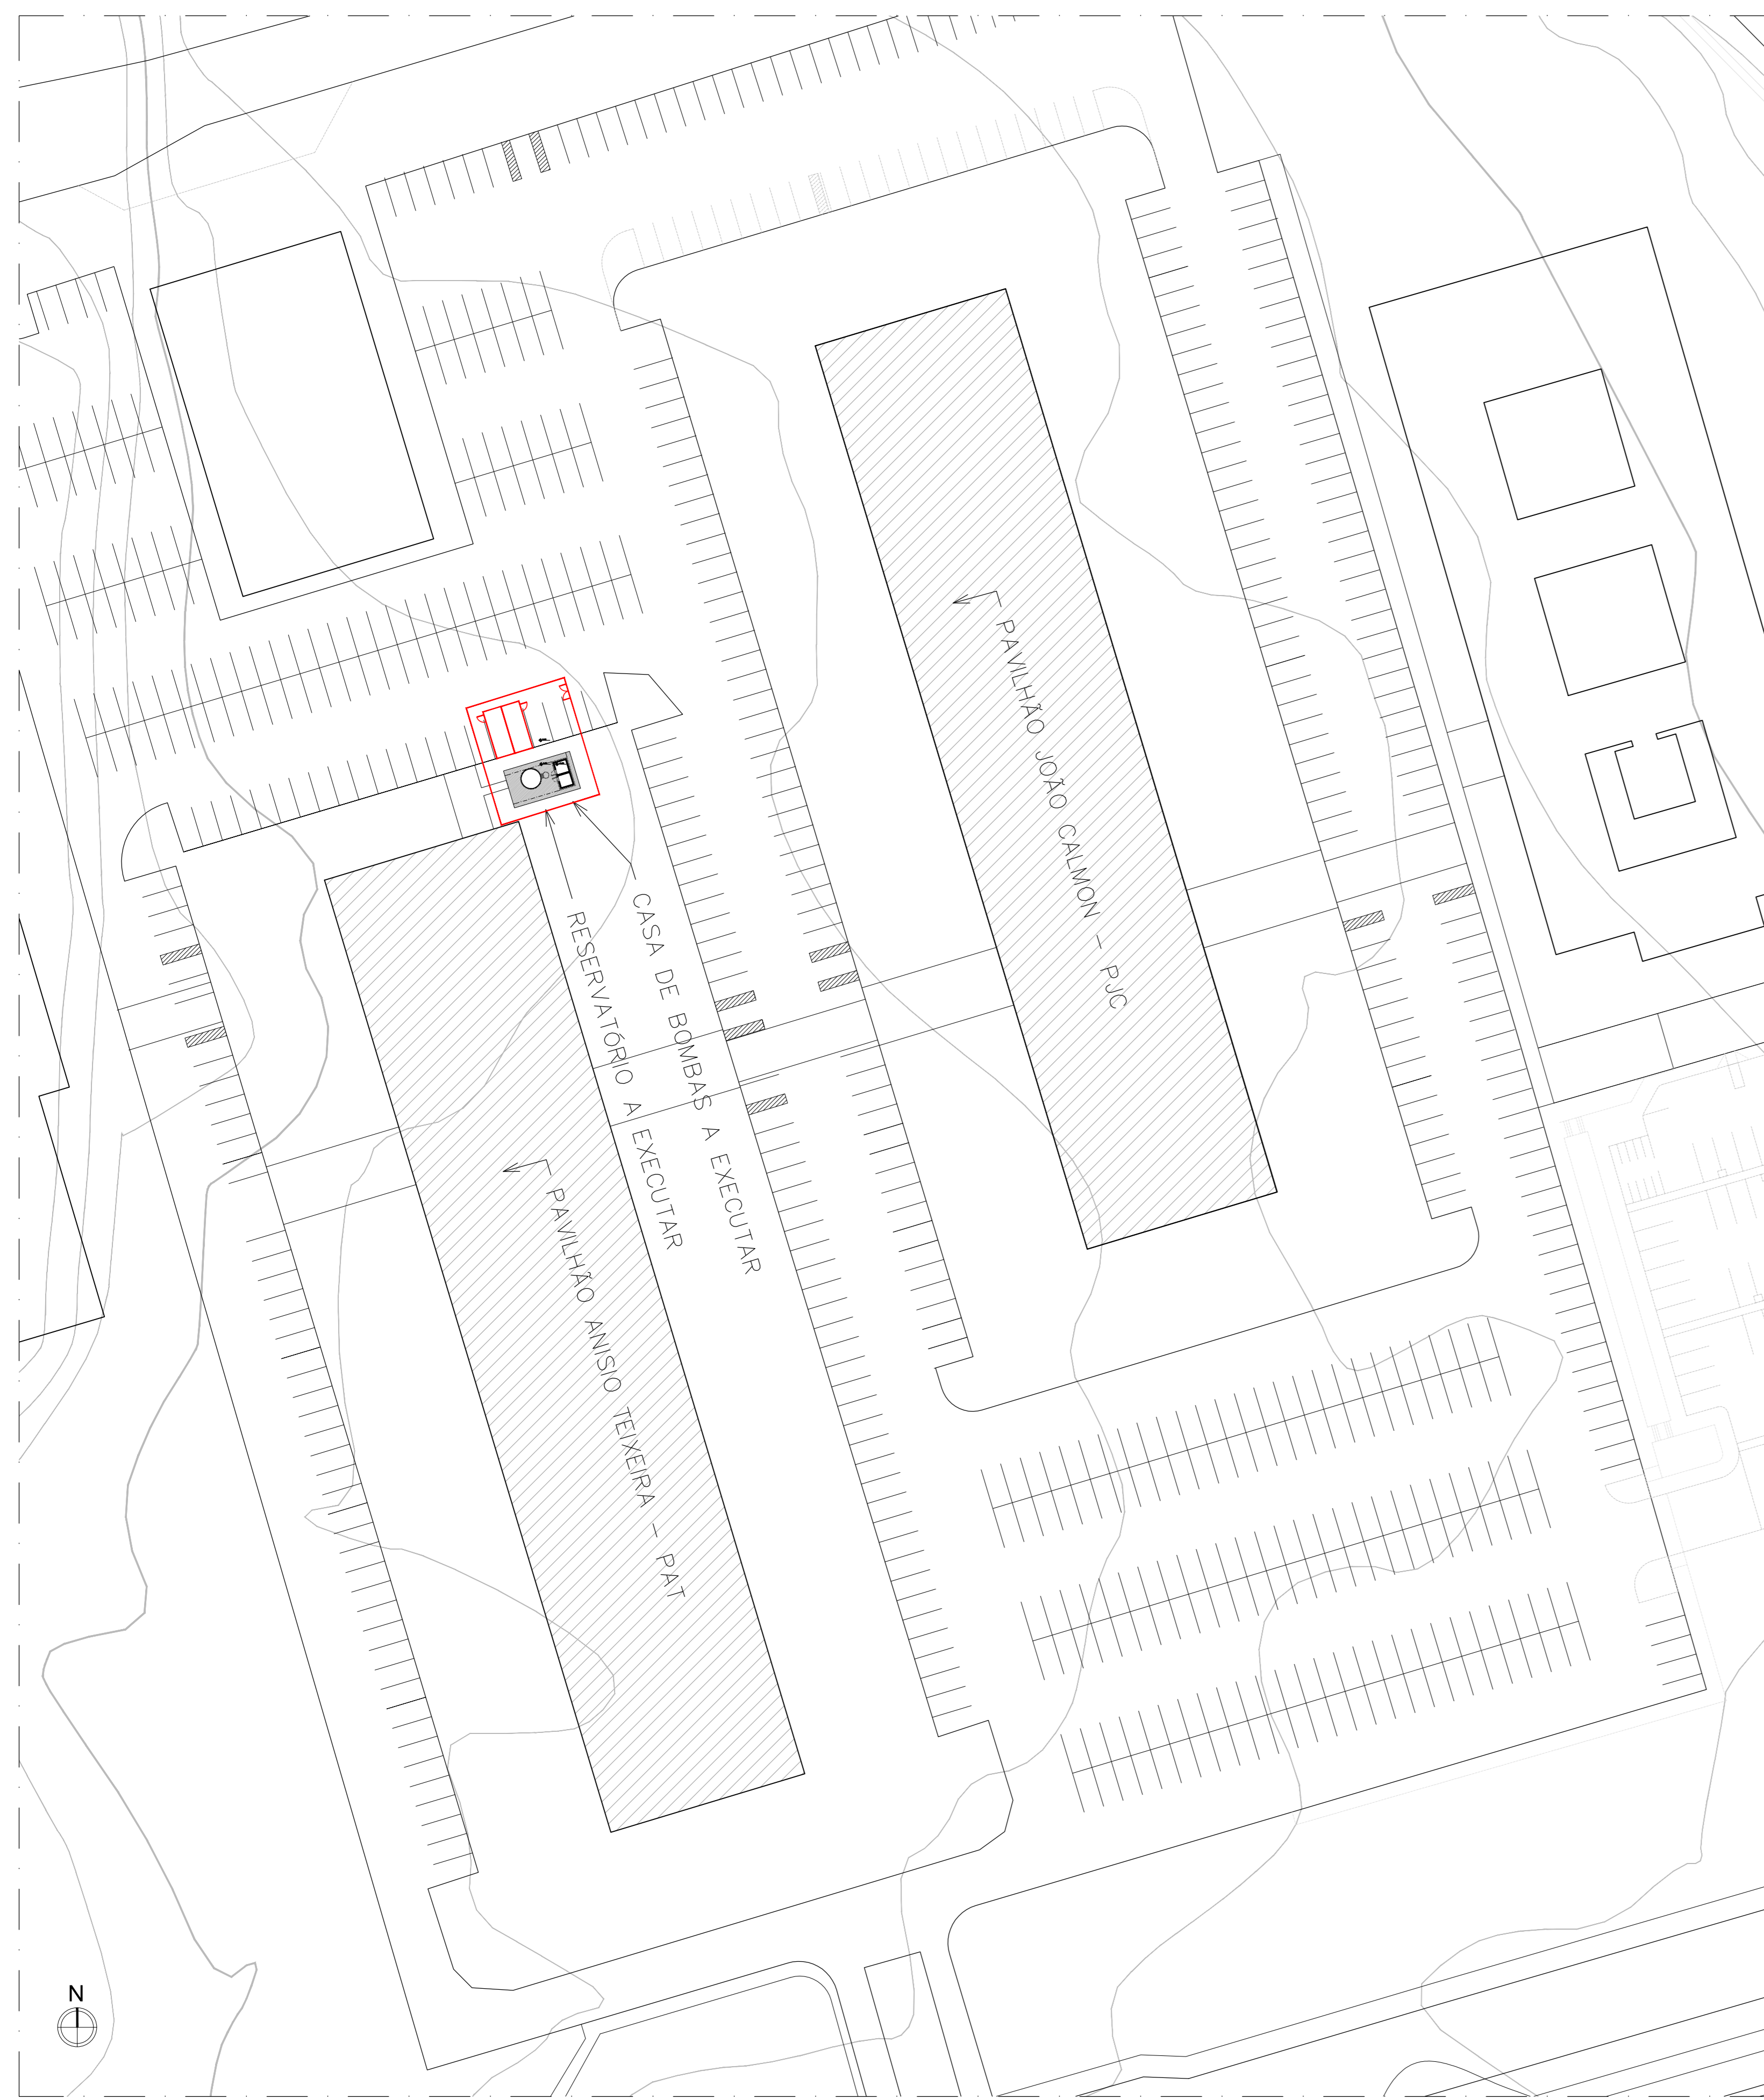 PAVILHÃO JOÃO CALMON – PJC
CASA DE BOMBAS A EXECUTAR
RESERVATÓRIO A EXECUTAR
PAVILHÃO ANISIO TEIXEIRA – PAT
N